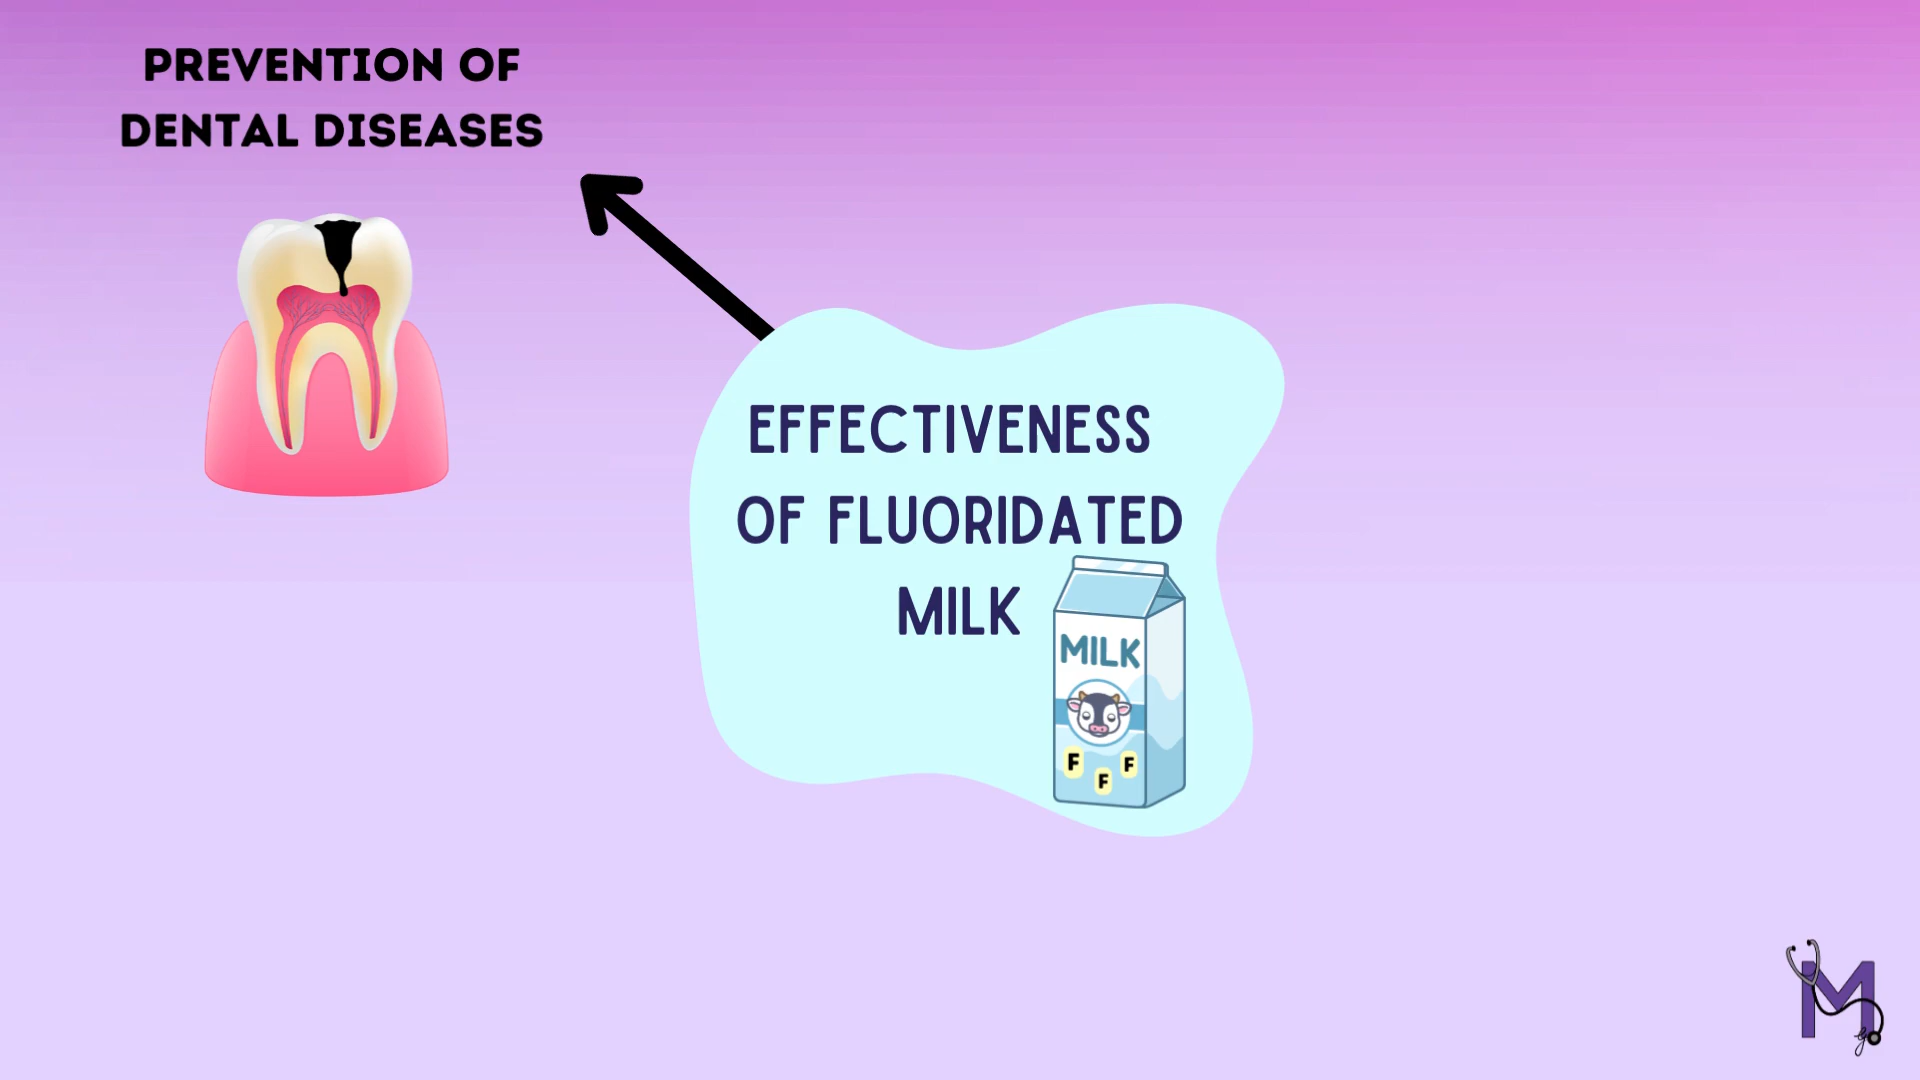 PREVENTION OF
DENTAL DISEASES
EFFECTIVENESS
OF FLUORIDATED
MILK
MILK
F F F
M